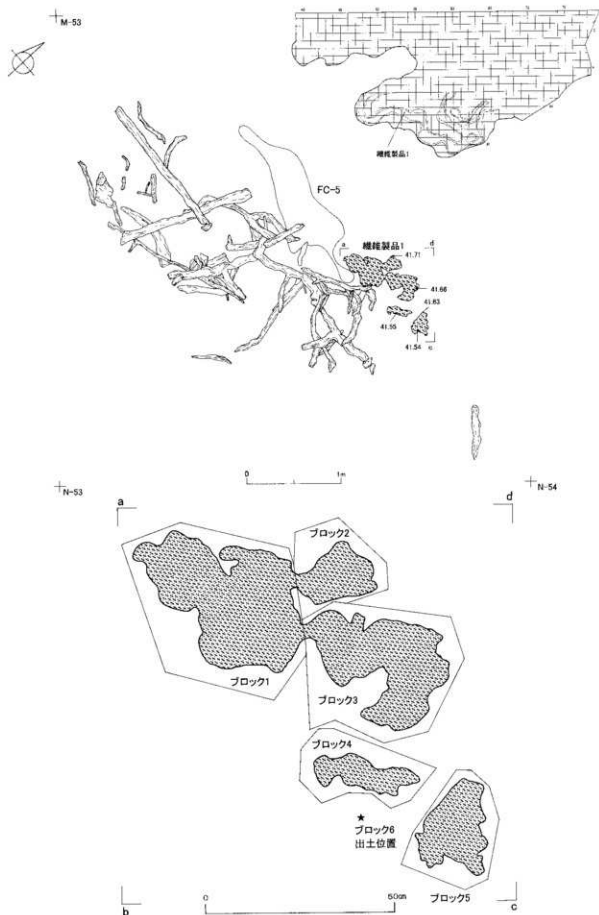 M-53
繊維製品1
FC-5
繊維製品1
a
d
41.71
41.66
41.63
41.55
41.54
c
0
1m
N-53
N-54
a
d
ブロック2
ブロック1
ブロック3
ブロック4
★
ブロック6
出土位置
ブロック5
b
0
50cm
c